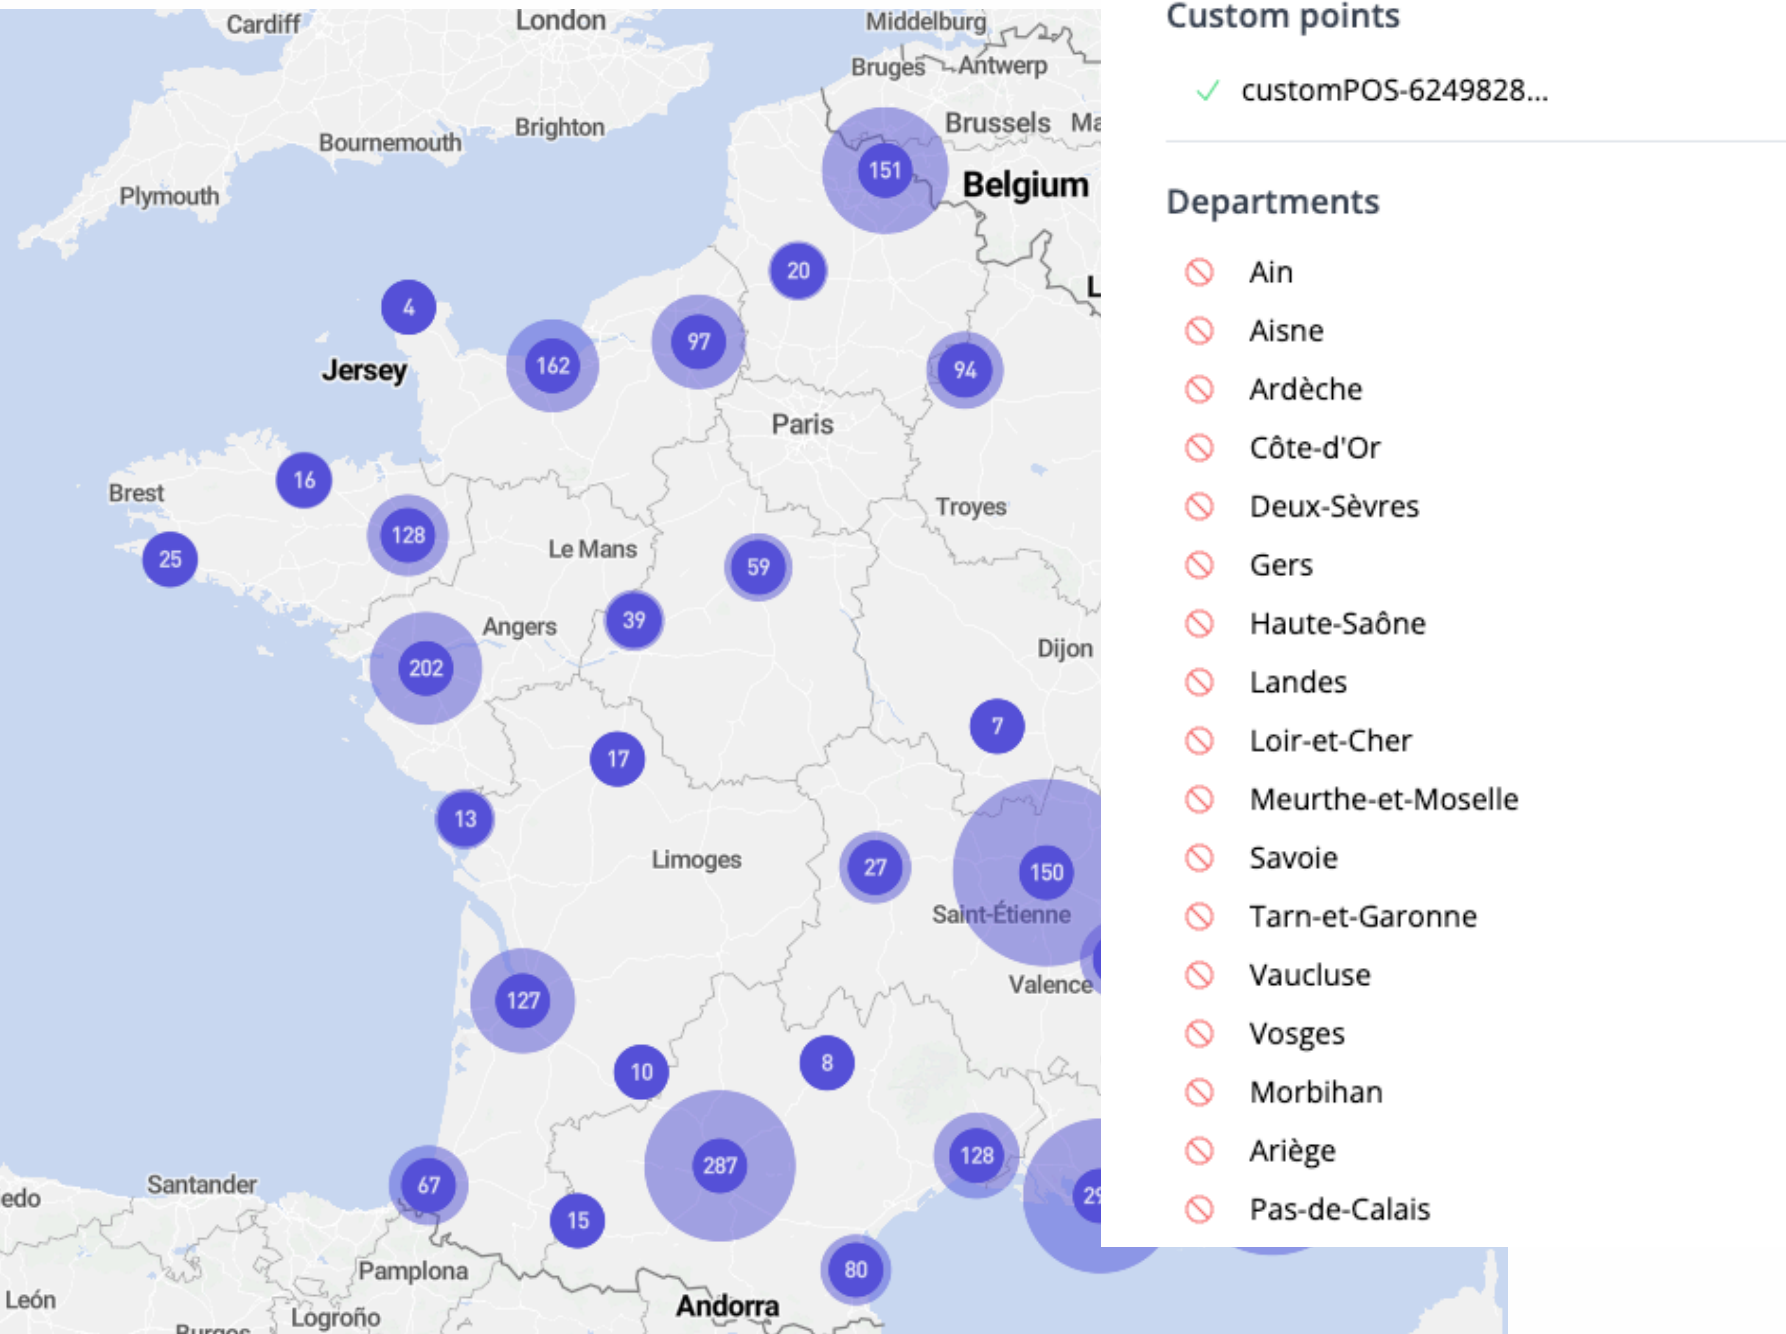 Cardiff
London
Middelburg
Bruges
Antwerp
Bournemouth
Brighton
Brussels
Plymouth
151
Belgium
20
4
97
162
Jersey
94
Paris
16
Brest
Troyes
128
Le Mans
25
59
39
Angers
Dijon
202
7
17
13
Limoges
27
150
Saint-Étienne
Valence
127
10
8
128
287
67
Santander
15
80
Pamplona
Andorra
León
Logroño
Custom points
customPOS-6249828...
Departments
Ain
Aisne
Ardèche
Côte-d'Or
Deux-Sèvres
Gers
Haute-Saône
Landes
Loir-et-Cher
Meurthe-et-Moselle
Savoie
Tarn-et-Garonne
Vaucluse
Vosges
Morbihan
Ariège
Pas-de-Calais